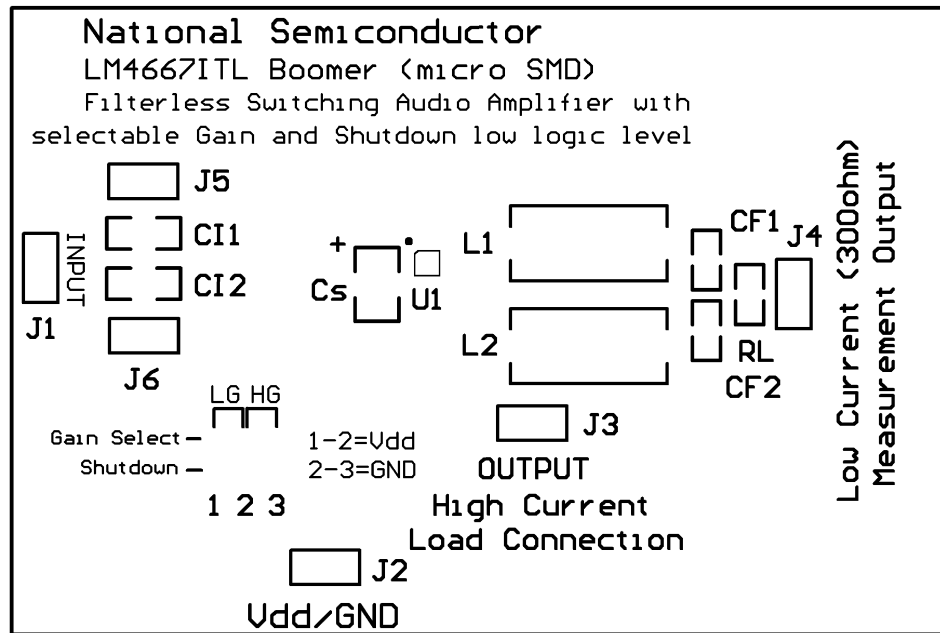 National Semiconductor
LM4667ITL Boomer (micro SMD)
Filterless Switching Audio Amplifier with
selectable Gain and Shutdown low logic level
J5
CI1
INPUT
CI2
J1
J6
+
Cs
U1
L1
L2
CF1
J4
RL
CF2
Low Current (300ohm)
Measurement Output
LG HG
Gain Select –
Shutdown –
1-2=Vdd
2-3=GND
1 2 3
J3
OUTPUT
High Current
Load Connection
J2
Vdd/GND